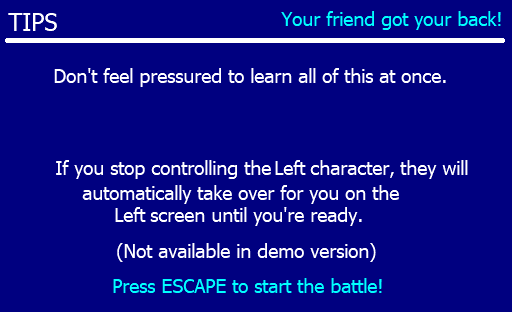 TIPS
Your friend got your back!
Don't feel pressured to learn all of this at once.
If you stop controlling the Left character, they will
automatically take over for you on the
Left screen until you're ready.
(Not available in demo version)
Press ESCAPE to start the battle!